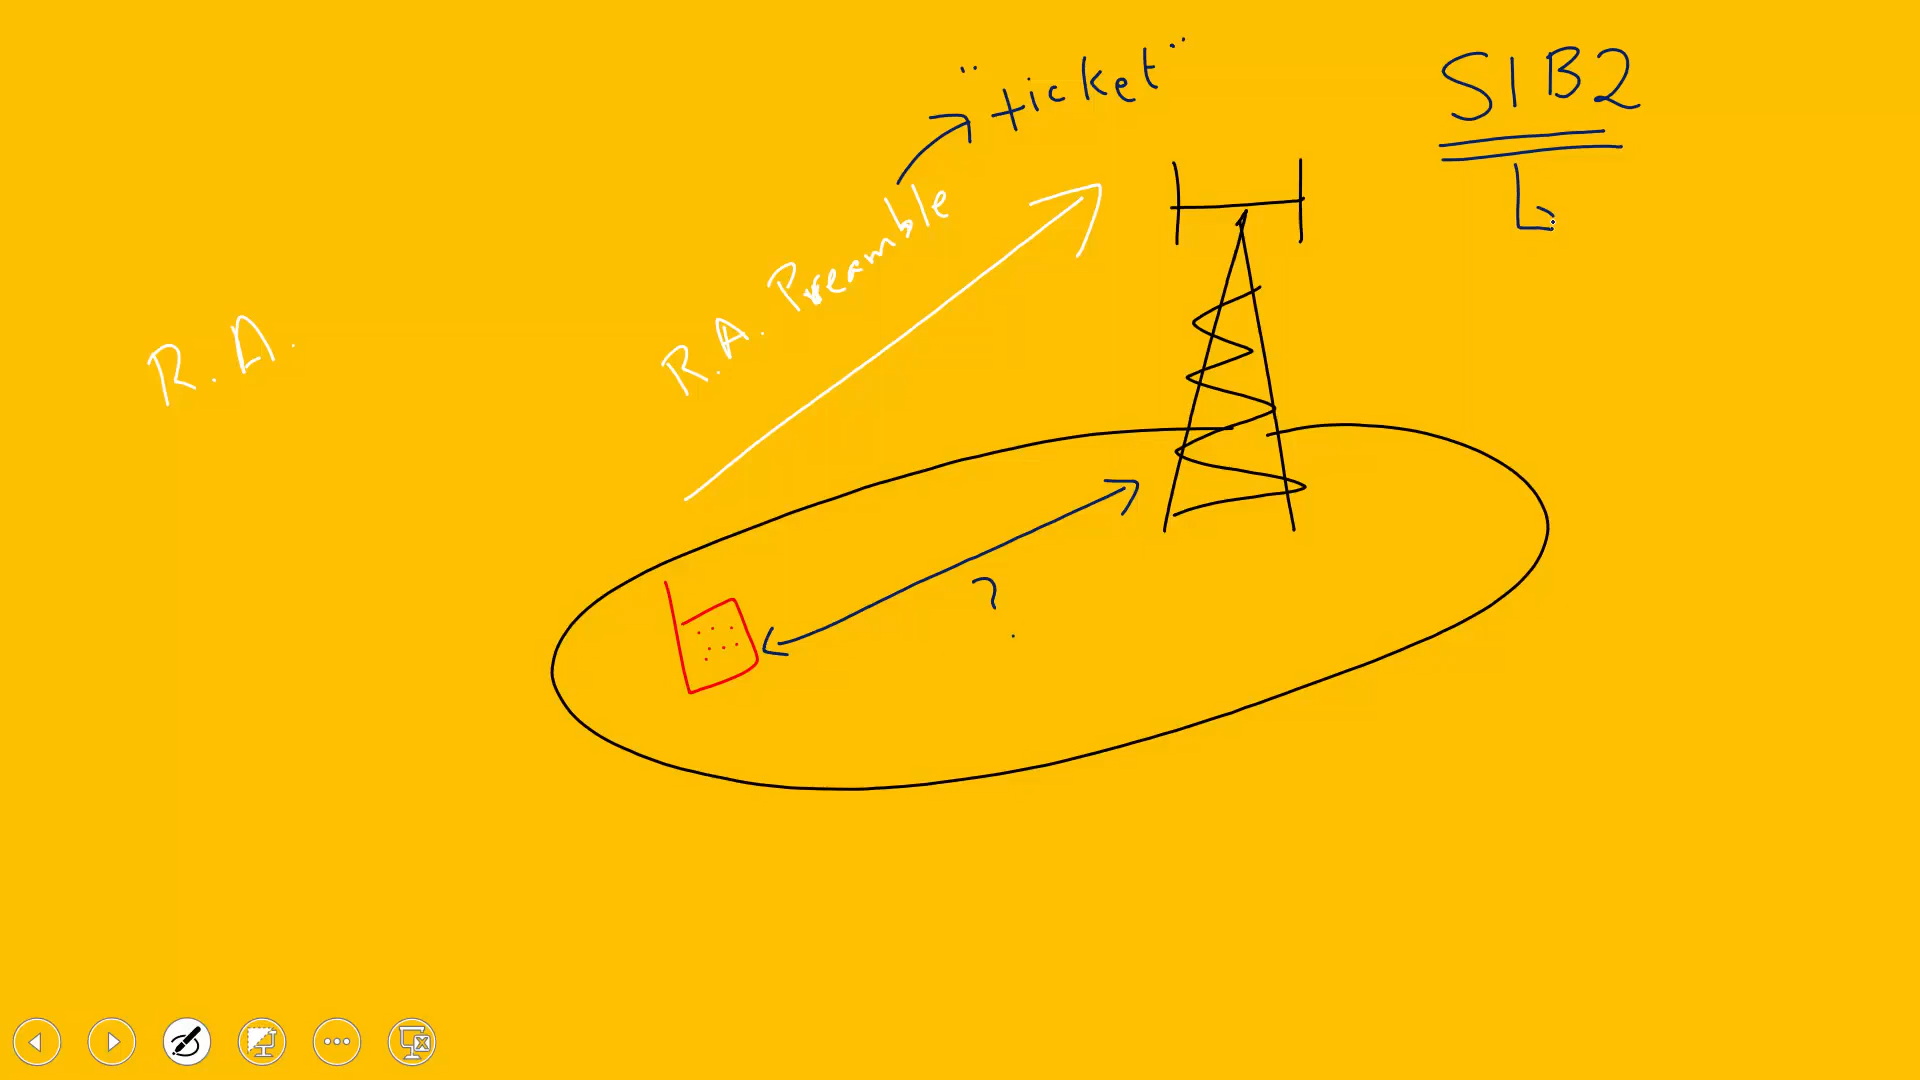 "ticket"
SIB2
R.A. Preamble
R.A.
?